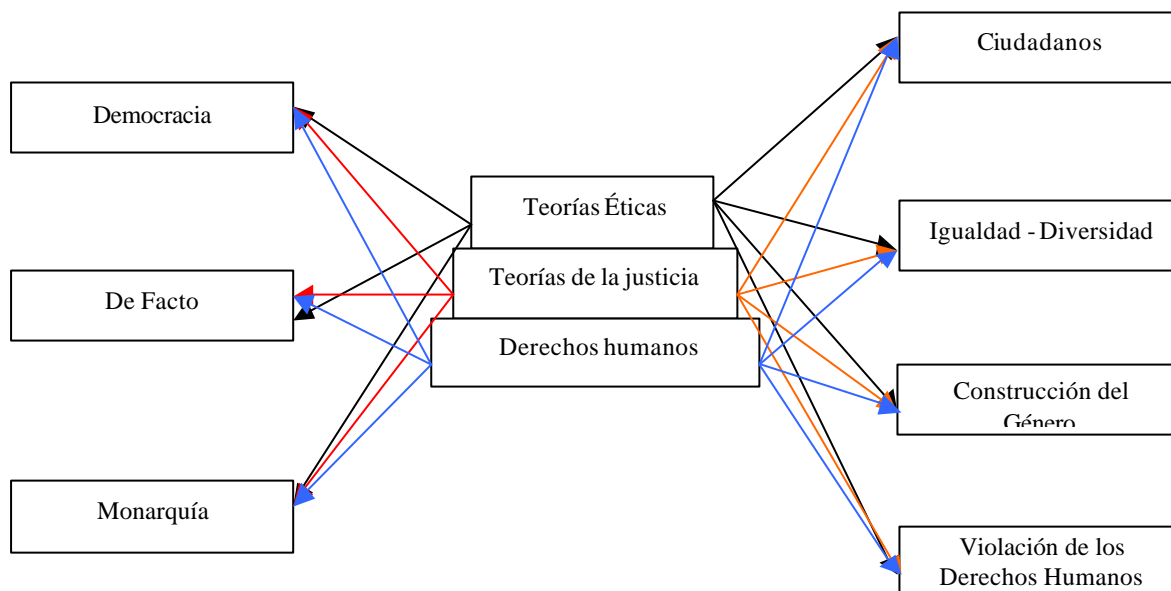 Democracia
De Facto
Monarquía
Teorías Éticas
Teorías de la justicia
Derechos humanos
Ciudadanos
Igualdad - Diversidad
Construcción del
Género
Violación de los
Derechos Humanos